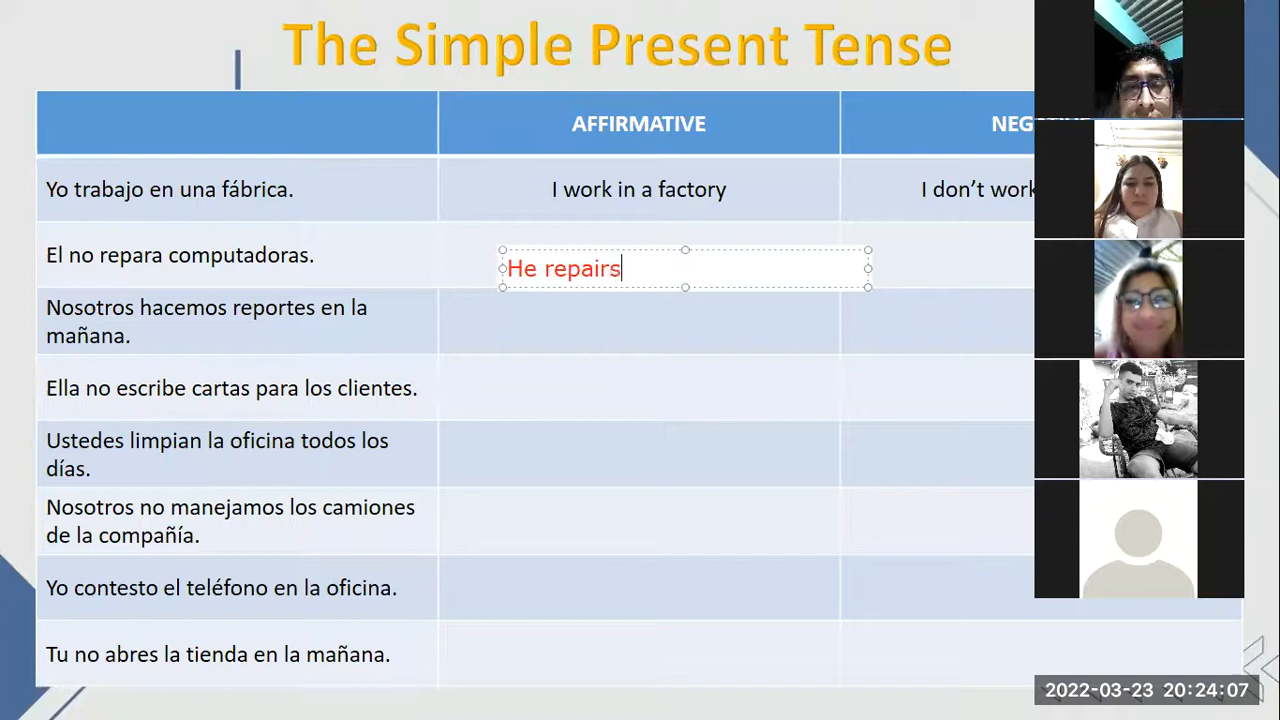 The Simple Present Tense
AFFIRMATIVE
NEG
Yo trabajo en una fábrica.
I work in a factory
I don't work
El no repara computadoras.
He repairs
Nosotros hacemos reportes en la
mañana.
Ella no escribe cartas para los clientes.
Ustedes limpian la oficina todos los
días.
Nosotros no manejamos los camiones
de la compañía.
Yo contesto el teléfono en la oficina.
Tu no abres la tienda en la mañana.
2022-03-23 20:24:07